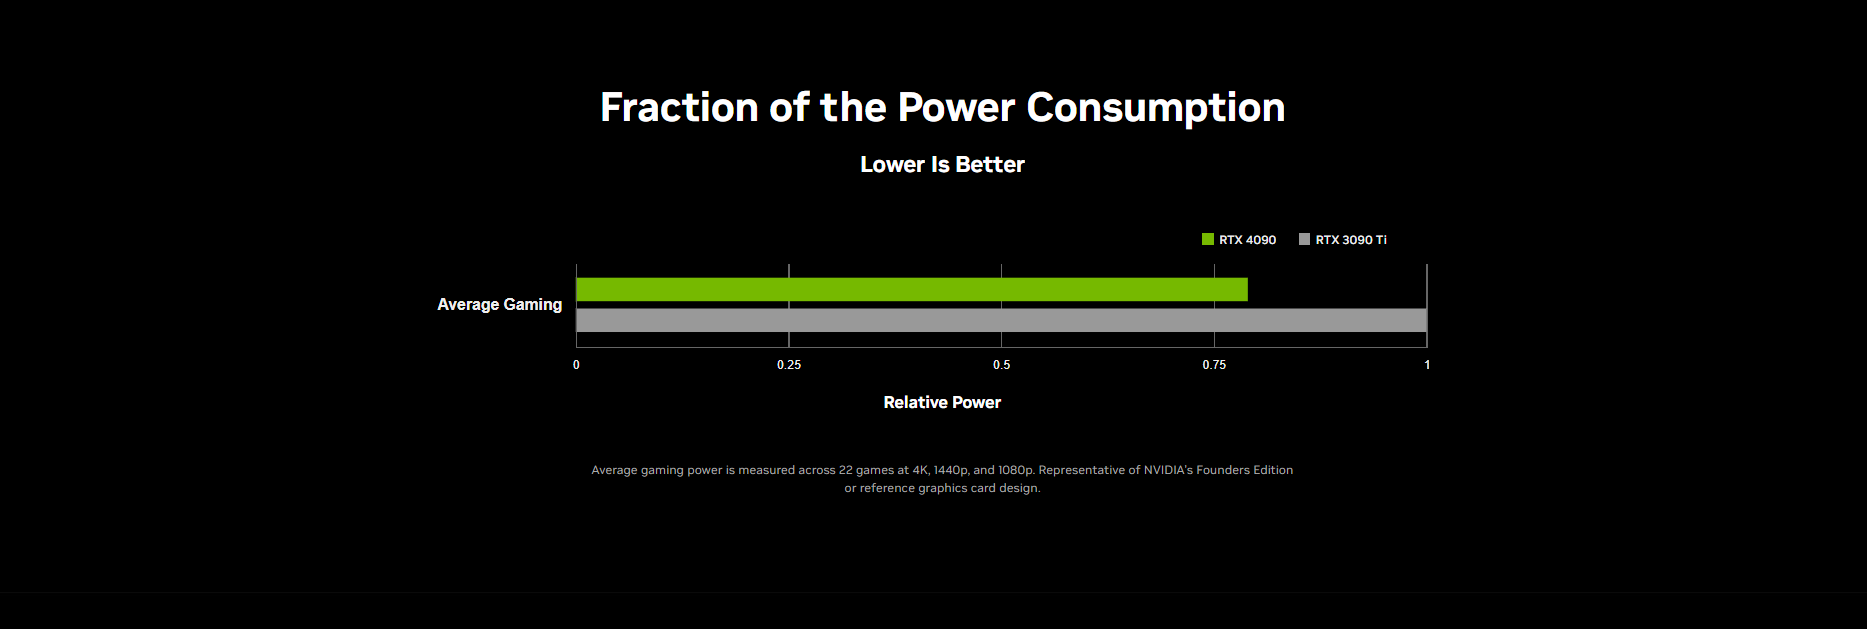 Fraction of the Power Consumption
Lower Is Better
RTX 4090
RTX 3090 Ti
Average Gaming
0
0.25
0.5
0.75
1
Relative Power
Average gaming power is measured across 22 games at 4K, 1440p, and 1080p. Representative of NVIDIA's Founders Edition
or reference graphics card design.